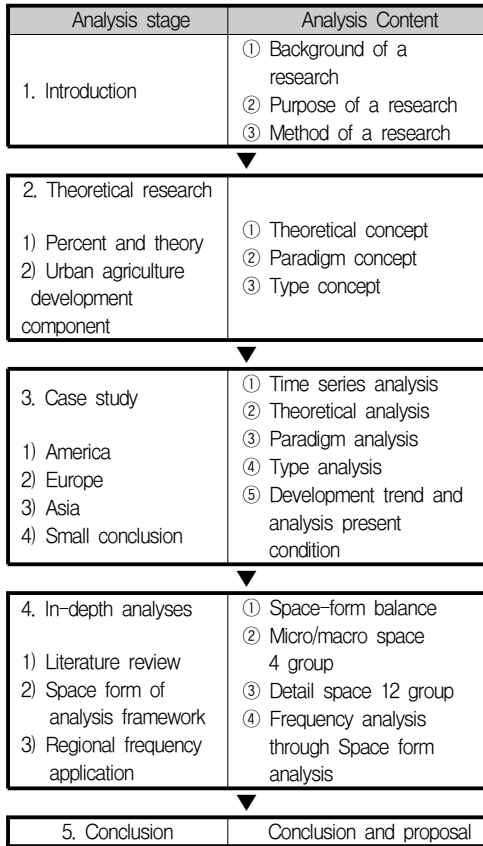 Analysis stage Analysis Content
1. Introduction
① Background of a
research
② Purpose of a research
③ Method of a research
▼
2. Theoretical research
1) Percent and theory
2) Urban agriculture
development
component
① Theoretical concept
② Paradigm concept
③ Type concept
▼
3. Case study
1) America
2) Europe
3) Asia
4) Small conclusion
① Time series analysis
② Theoretical analysis
③ Paradigm analysis
④ Type analysis
⑤ Development trend and
analysis present
condition
▼
4. In-depth analyses
1) Literature review
2) Space form of
analysis framework
3) Regional frequency
application
① Space-form balance
② Micro/macro space
4 group
③ Detail space 12 group
④ Frequency analysis
through Space form
analysis
▼
5. Conclusion Conclusion and proposal